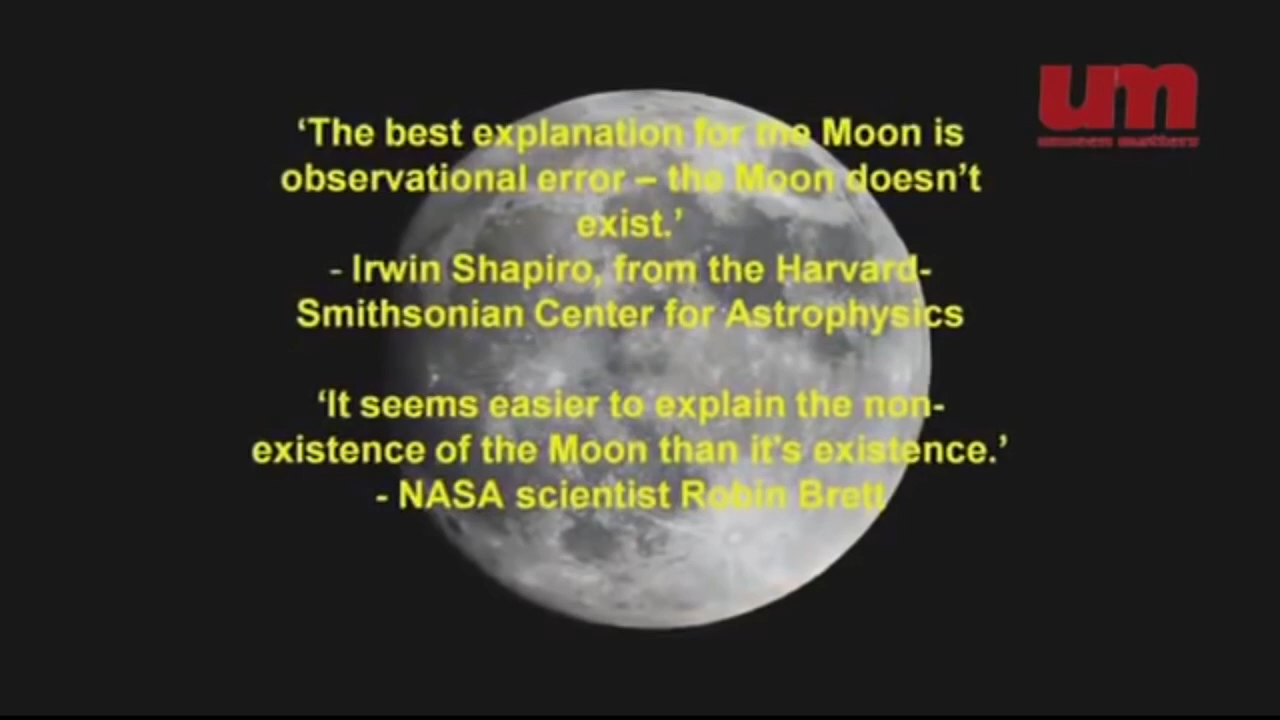 um
unseen matters
‘The best explanation for the Moon is
observational error – the Moon doesn’t
exist.’
- Irwin Shapiro, from the Harvard-
Smithsonian Center for Astrophysics
‘It seems easier to explain the non-
existence of the Moon than it's existence.’
- NASA scientist Robin Brett